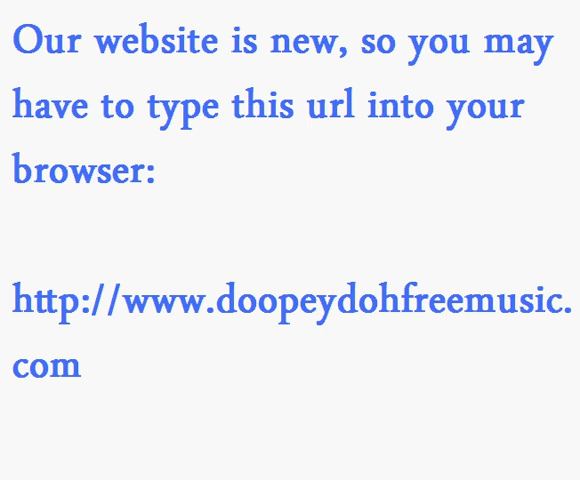 Our website is new, so you may
have to type this url into your
browser:
http://www.doopeydohfreemusic.
com